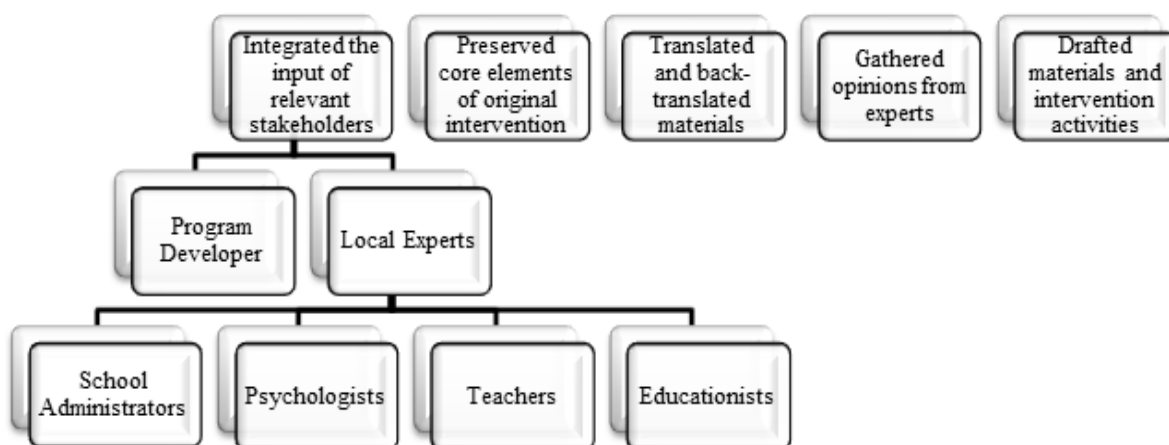 Integrated the
input of
relevant
stakeholders
Preserved
core elements
of original
intervention
Translated
and back-
translated
materials
Gathered
opinions from
experts
Drafted
materials and
intervention
activities
Program
Developer
Local Experts
School
Administrators
Psychologists
Teachers
Educationists